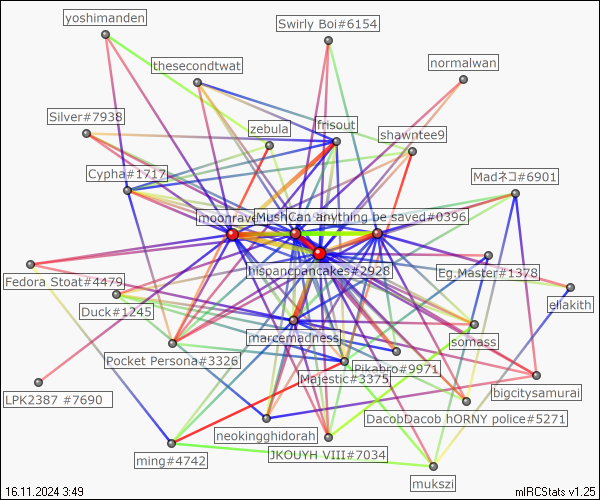 yoshimanden
Swirly Boi#6154
thesecondtwat
normalwan
Silver#7938
zebula
frisout
shawntee9
Cypha#1717
Madネコ#6901
moonrave
MushCan anything be saved#0396
hispancpancakes#2928
Fedora Stoat#4479
Eg.Master#1378
eliakith
Duck#1245
marcemadness
somass
Pocket Persona#3326
Pikabro#9971
Majestic#3375
LPK2387 #7690
bigcitysamurai
DacobDacob hORNY police#5271
neokingghidorah
JKOUYH VIII#7034
ming#4742
mukszi
16.11.2024 3:49
mIRCStats v1.25